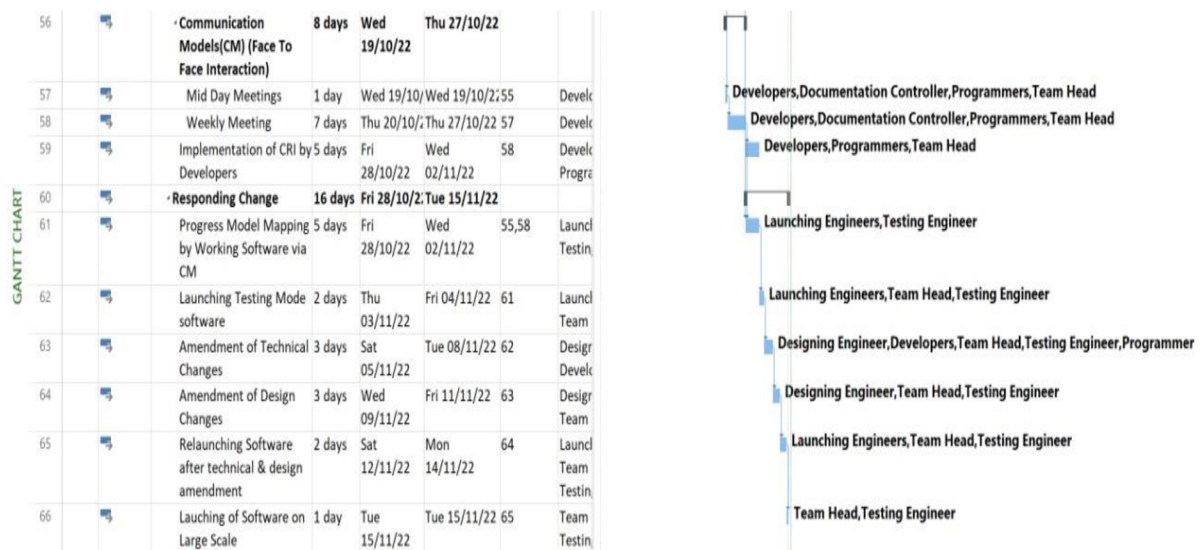 GANTT CHART
56 Communication 8 days Wed Thu 27/10/22
Models(CM) (Face To 19/10/22
Face Interaction)
57 Mid Day Meetings 1 day Wed 19/10/ Wed 19/10/2 55 Develo Developers,Documentation Controller,Programmers,Team Head
58 Weekly Meeting 7 days Thu 20/10/ Thu 27/10/22 57 Develo Developers,Documentation Controller,Programmers,Team Head
59 Implementation of CRI by 5 days Fri Wed 58 Develo Developers,Programmers,Team Head
Developers 28/10/22 02/11/22 Progra
60 Responding Change 16 days Fri 28/10/2 Tue 15/11/22
61 Progress Model Mapping 5 days Fri Wed 55,58 Launch Launching Engineers,Testing Engineer
by Working Software via 28/10/22 02/11/22 Testin
CM
62 Launching Testing Mode 2 days Thu Fri 04/11/22 61 Launch Launching Engineers,Team Head,Testing Engineer
software 03/11/22 Team
63 Amendment of Technical 3 days Sat Tue 08/11/22 62 Design Designing Engineer,Developers,Team Head,Testing Engineer,Programmer
Changes 05/11/22 Develo
64 Amendment of Design 3 days Wed Fri 11/11/22 63 Design Designing Engineer,Team Head,Testing Engineer
Changes 09/11/22 Team
65 Relaunching Software 2 days Sat Mon 64 Launch Launching Engineers,Team Head,Testing Engineer
after technical & design 12/11/22 14/11/22 Team
amendment Testin
66 Lauching of Software on 1 day Tue Tue 15/11/22 65 Team Team Head,Testing Engineer
Large Scale 15/11/22 Testin